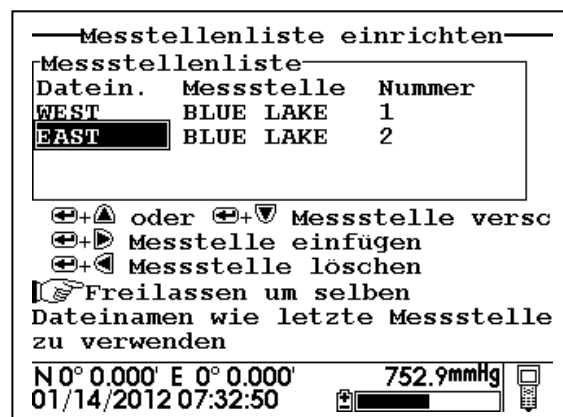 Messtellenliste einrichten
Messstellenliste
Datein. Messstelle Nummer
WEST BLUE LAKE 1
EAST BLUE LAKE 2
+ oder + Messstelle versc
+ Messtelle einfügen
+ Messstelle löschen
Freilassen um selben
Dateinamen wie letzte Messstelle
zu verwenden
N 0° 0.000' E 0° 0.000' 752.9mmHg
01/14/2012 07:32:50